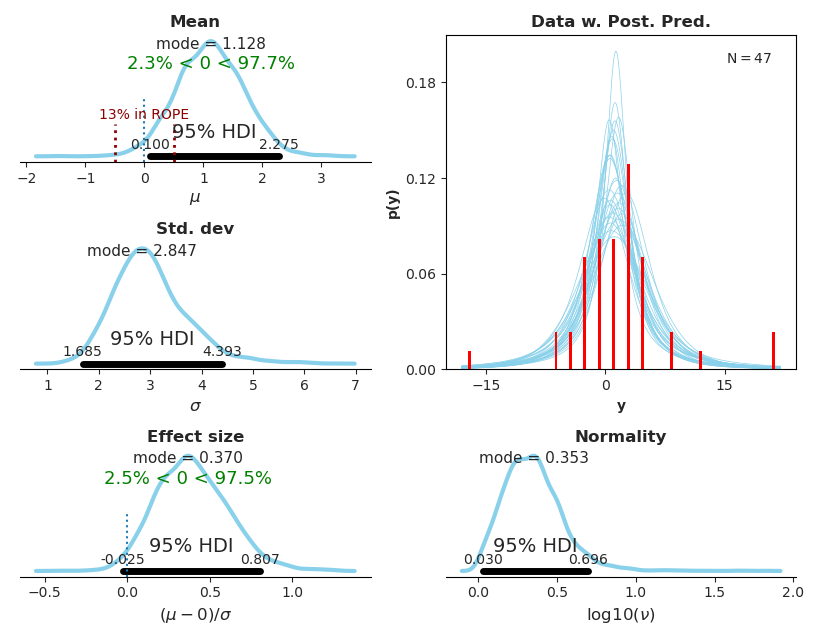 Mean
mode = 1.128
2.3% < 0 < 97.7%
13% in ROPE
95% HDI
0.100
2.275
−2
−1
0
1
2
3
μ
Std. dev
mode = 2.847
95% HDI
1.685
4.393
1
2
3
4
5
6
7
σ
Effect size
mode = 0.370
2.5% < 0 < 97.5%
95% HDI
-0.025
0.807
−0.5
0.0
0.5
1.0
(μ − 0)/σ
Data w. Post. Pred.
N = 47
0.18
0.12
0.06
0.00
p(y)
−15
0
15
y
Normality
mode = 0.353
95% HDI
0.030
0.696
0.0
0.5
1.0
1.5
2.0
log10(ν)